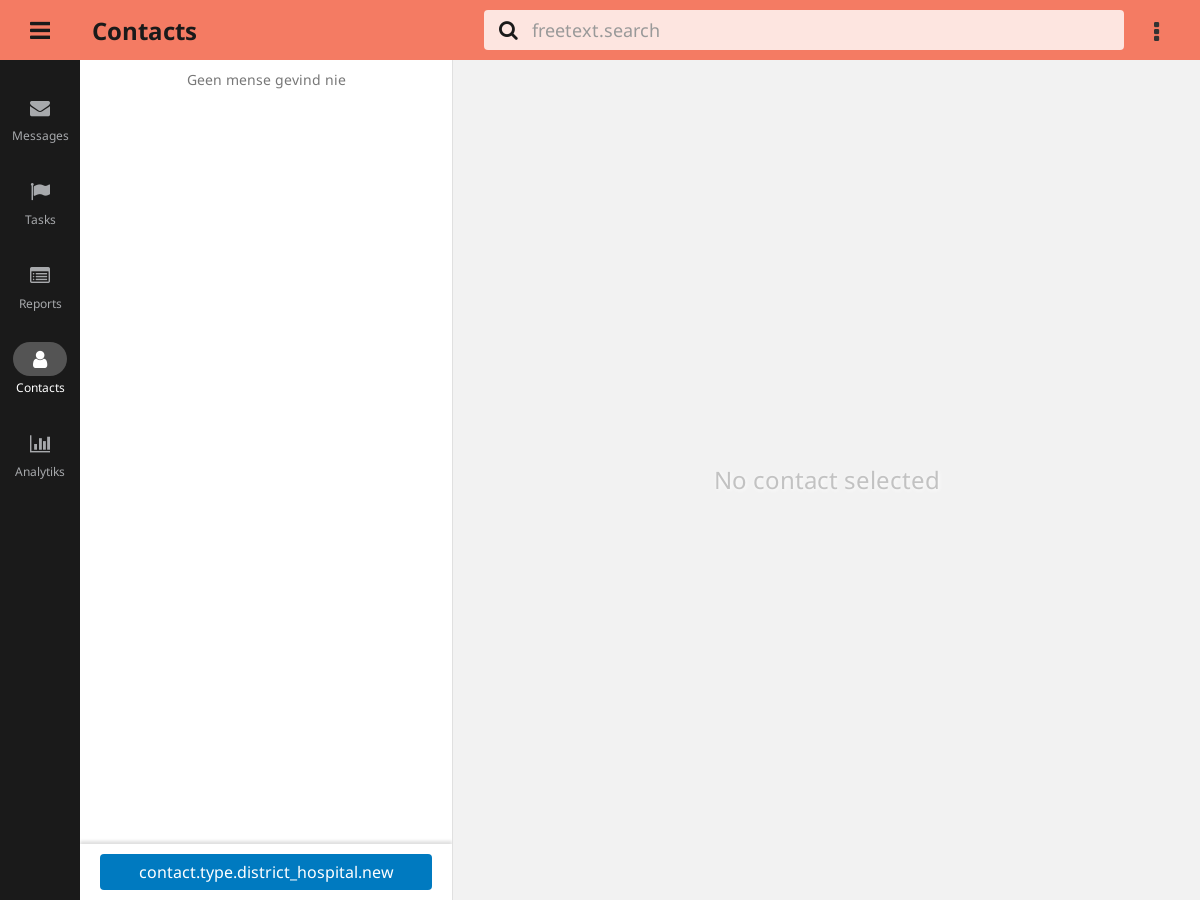 Contacts
freetext.search
Messages
Tasks
Reports
Contacts
Analytiks
Geen mense gevind nie
No contact selected
contact.type.district_hospital.new